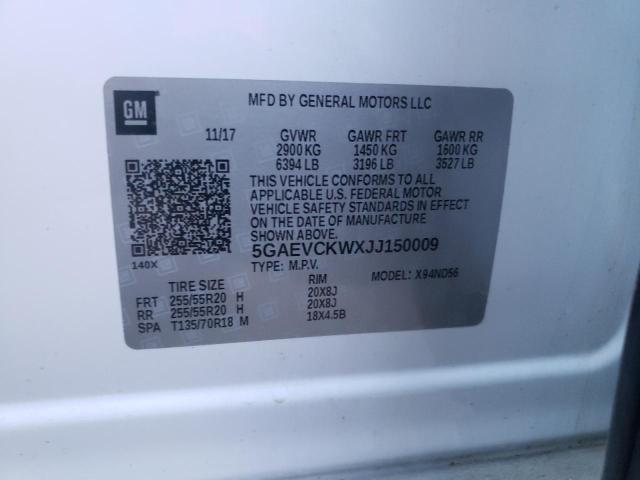 GM
MFD BY GENERAL MOTORS LLC
11/17 GVWR GAWR FRT GAWR RR
2900 KG 1450 KG 1600 KG
6394 LB 3196 LB 3527 LB
THIS VEHICLE CONFORMS TO ALL
APPLICABLE U.S. FEDERAL MOTOR
VEHICLE SAFETY STANDARDS IN EFFECT
ON THE DATE OF MANUFACTURE
SHOWN ABOVE.
5GAEVCKWXJJ150009
140X
TYPE: M.P.V. MODEL: X94ND56
TIRE SIZE RIM
FRT 255/55R20 H 20X8J
RR 255/55R20 H 20X8J
SPA T135/70R18 M 18X4.5B